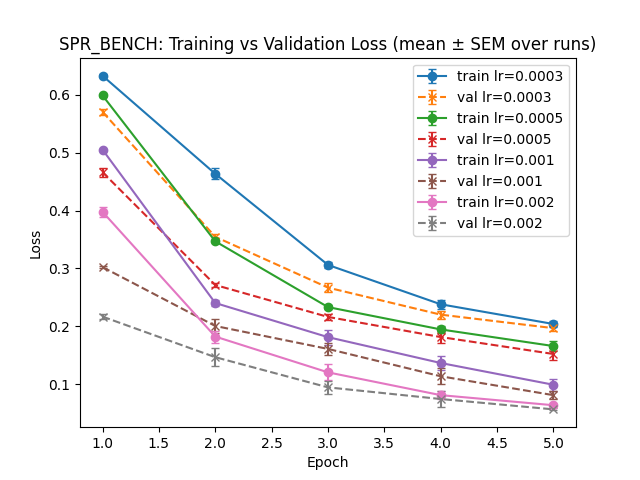 SPR_BENCH: Training vs Validation Loss (mean ± SEM over runs)
train lr=0.0003
val lr=0.0003
train lr=0.0005
val lr=0.0005
train lr=0.001
val lr=0.001
train lr=0.002
val lr=0.002
Loss
0.6
0.5
0.4
0.3
0.2
0.1
1.0 1.5 2.0 2.5 3.0 3.5 4.0 4.5 5.0
Epoch